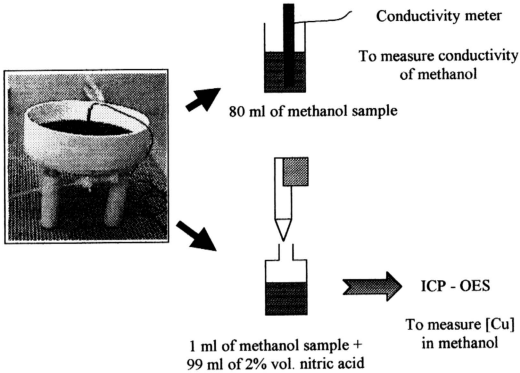 Conductivity meter
To measure conductivity
of methanol
80 ml of methanol sample
ICP - OES
To measure [Cu]
in methanol
1 ml of methanol sample +
99 ml of 2% vol. nitric acid